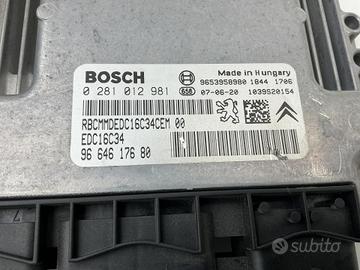 BOSCH
Made in Hungary
9653958980 1844 1706
0 281 012 981
07-06-20 1039S20154
RBCMMDEDC16C34CEM 00
EDC16C34
96 646 176 80
subito